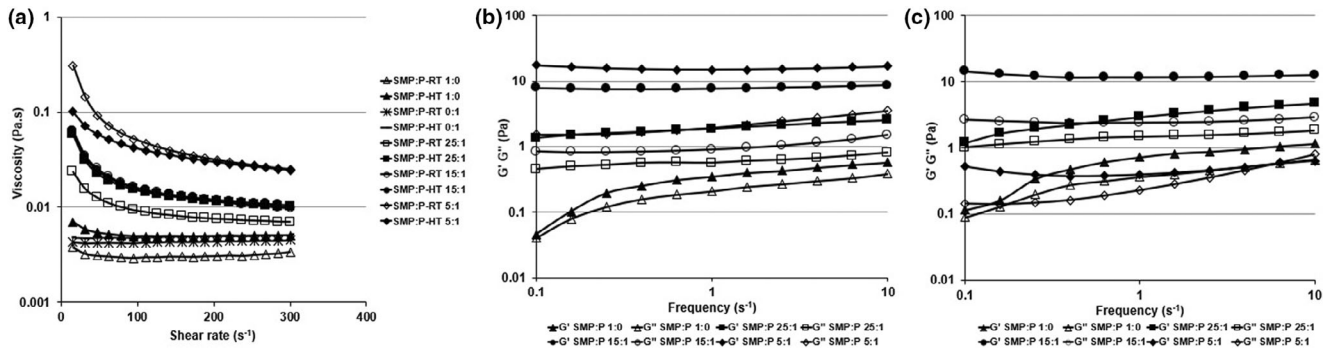 (a)
Viscosity (Pa.s)
1
0.1
0.01
0.001
0 100 200 300 400
Shear rate (s⁻¹)
SMP:P-RT 1:0
SMP:P-HT 1:0
SMP:P-RT 0:1
SMP:P-HT 0:1
SMP:P-RT 25:1
SMP:P-HT 25:1
SMP:P-RT 15:1
SMP:P-HT 15:1
SMP:P-RT 5:1
SMP:P-HT 5:1
(b)
G' G" (Pa)
100
10
1
0.1
0.01
0.1 1 10
Frequency (s⁻¹)
G' SMP:P 1:0 G" SMP:P 1:0 G' SMP:P 25:1 G" SMP:P 25:1
G' SMP:P 15:1 G" SMP:P 15:1 G' SMP:P 5:1 G" SMP:P 5:1
(c)
G' G" (Pa)
100
10
1
0.1
0.01
0.1 1 10
Frequency (s⁻¹)
G' SMP:P 1:0 G" SMP:P 1:0 G' SMP:P 25:1 G" SMP:P 25:1
G' SMP:P 15:1 G" SMP:P 15:1 G' SMP:P 5:1 G" SMP:P 5:1